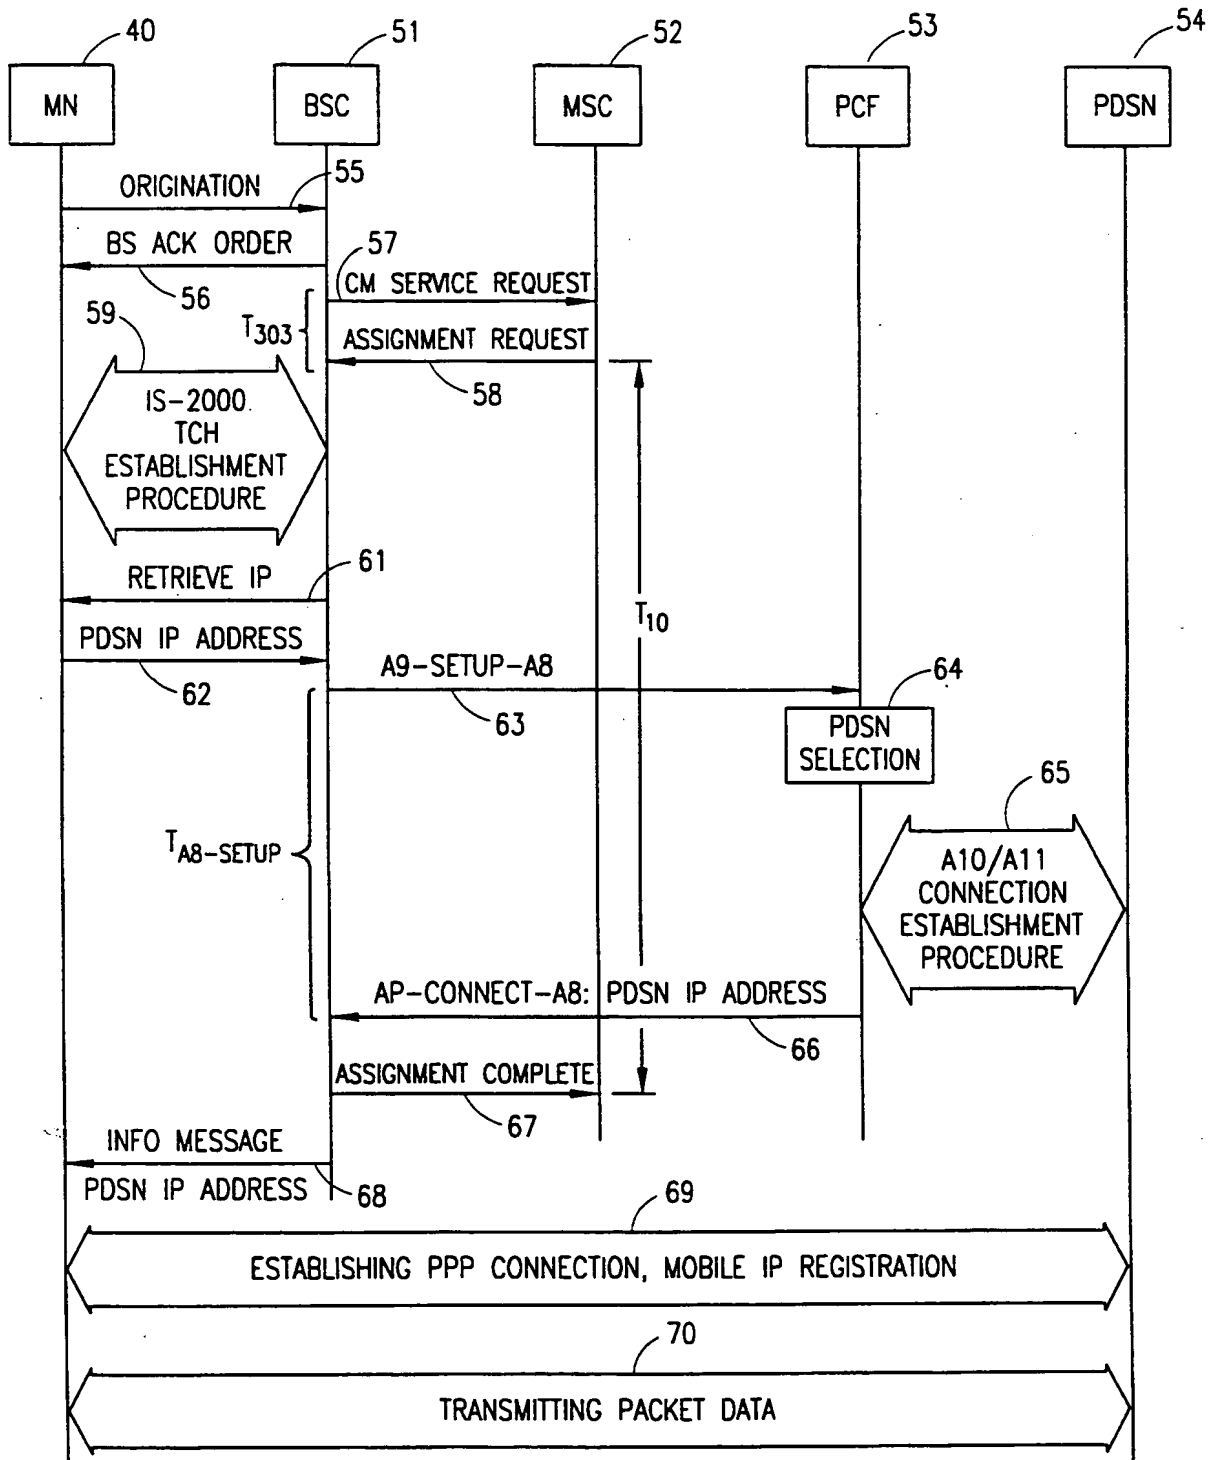 40
51
52
53
54
MN
BSC
MSC
PCF
PDSN
ORIGINATION
55
BS ACK ORDER
56
57
CM SERVICE REQUEST
T303
ASSIGNMENT REQUEST
58
59
IS-2000
TCH
ESTABLISHMENT
PROCEDURE
RETRIEVE IP
61
T10
PDSN IP ADDRESS
62
A9-SETUP-A8
63
64
PDSN
SELECTION
65
TA8-SETUP
A10/A11
CONNECTION
ESTABLISHMENT
PROCEDURE
AP-CONNECT-A8: PDSN IP ADDRESS
66
ASSIGNMENT COMPLETE
67
INFO MESSAGE
PDSN IP ADDRESS
68
69
ESTABLISHING PPP CONNECTION, MOBILE IP REGISTRATION
70
TRANSMITTING PACKET DATA